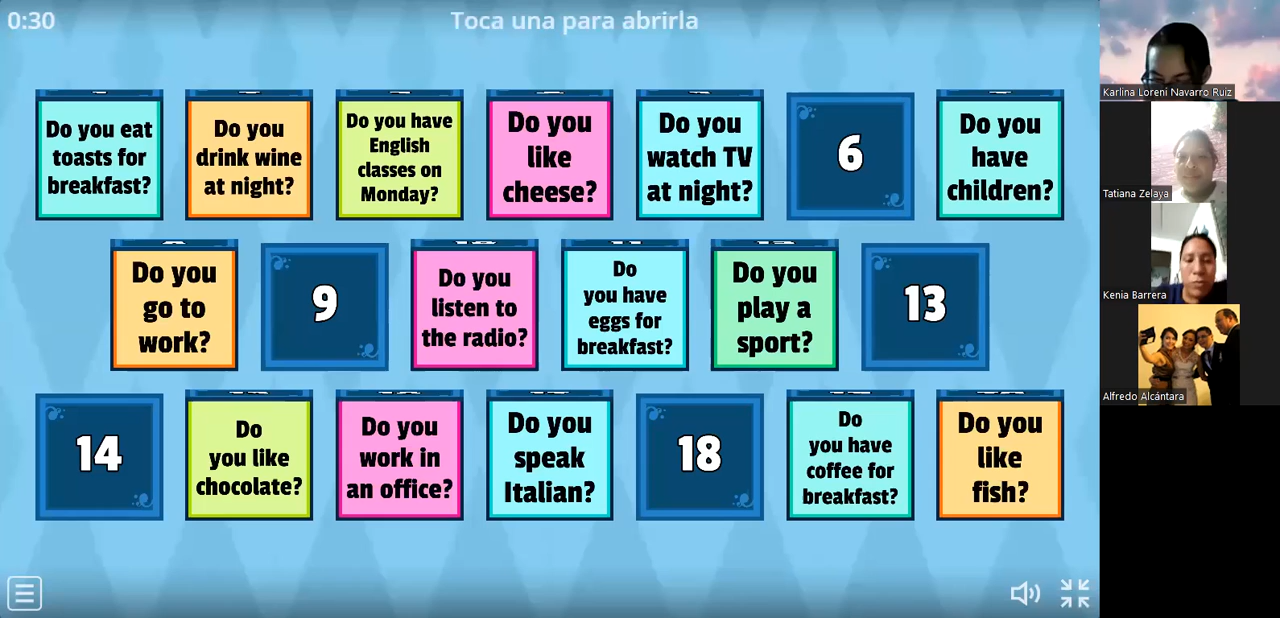 0:30
Toca una para abrirla
Do you eat
toasts for
breakfast?
Do you
drink wine
at night?
Do you have
English
classes on
Monday?
Do you
like
cheese?
Do you
watch TV
at night?
6
Do you
have
children?
Do you
go to
work?
9
Do you
listen to
the radio?
Do
you have
eggs for
breakfast?
Do you
play a
sport?
13
14
Do
you like
chocolate?
Do you
work in
an office?
Do you
speak
Italian?
18
Do
you have
coffee for
breakfast?
Do you
like
fish?
Karlina Loreni Navarro Ruiz
Tatiana Zelaya
Kenia Barrera
Alfredo Alcántara